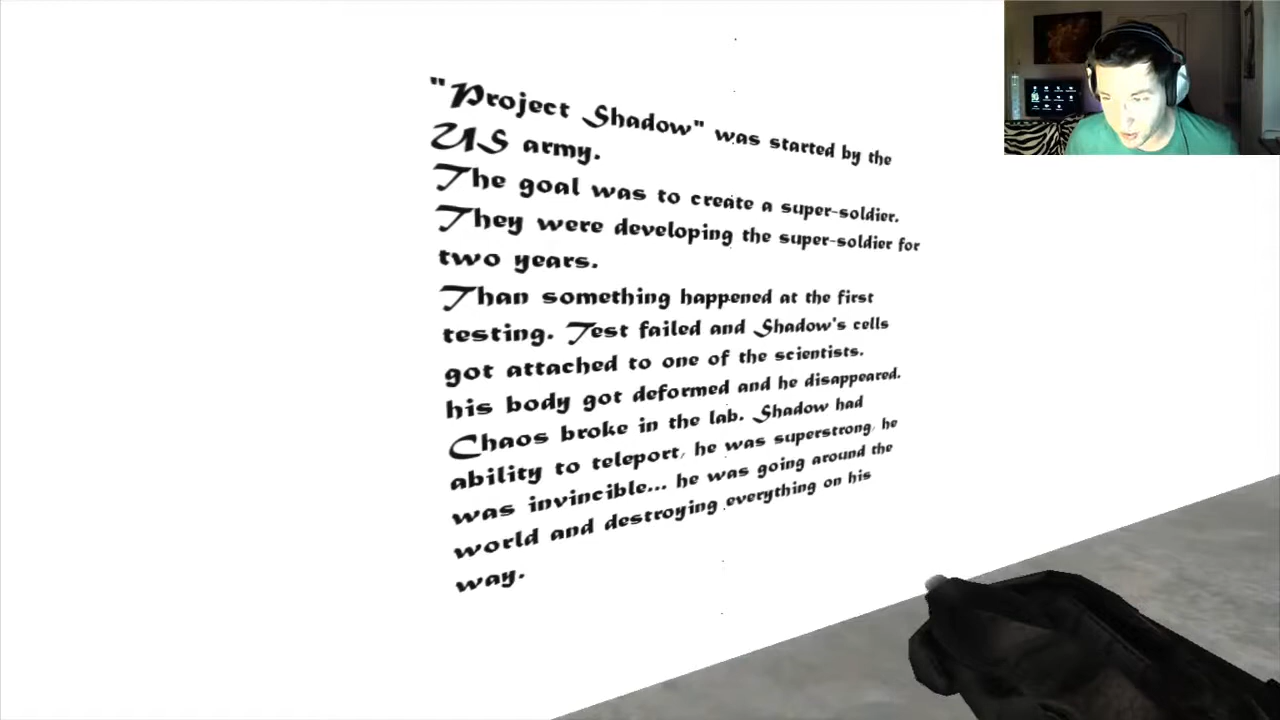 "Project Shadow" was started by the
US army.
The goal was to create a super-soldier.
They were developing the super-soldier for
two years.
Than something happened at the first
testing. Test failed and Shadow's cells
got attached to one of the scientists.
his body got deformed and he disappeared.
Chaos broke in the lab. Shadow had
ability to teleport, he was superstrong, he
was invincible... he was going around the
world and destroying everything on his
way.